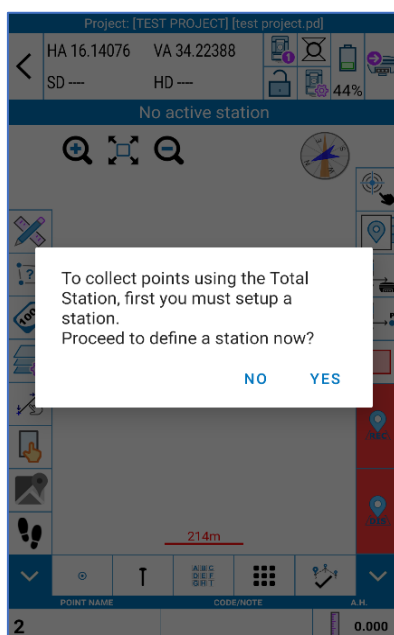 Project: [TEST PROJECT] [test project.pd]
HA 16.14076 VA 34.22388
1
SD ---- HD ----
44%
No active station
?
100
To collect points using the Total
Station, first you must setup a
station.
Proceed to define a station now?
NO YES
214m
A B C
D E F
POINT NAME CODE/NOTE A.H.
2 0.000